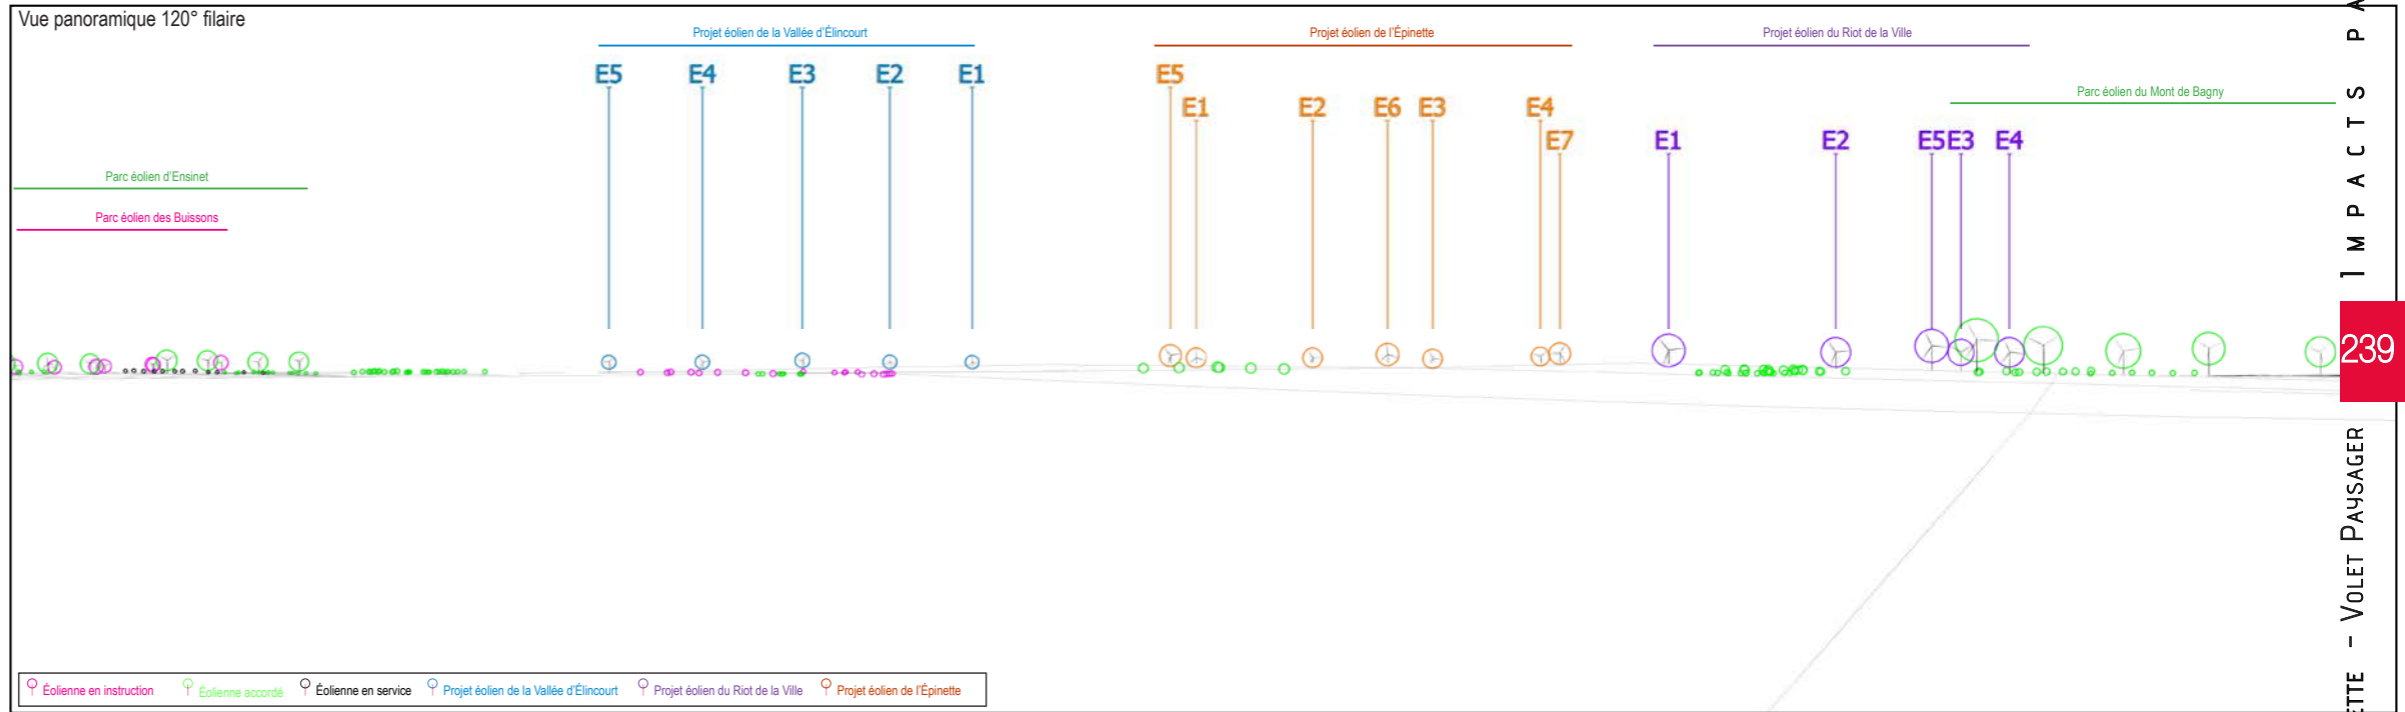 Vue panoramique 120° filaire
Projet éolien de la Vallée d'Élincourt
Projet éolien de l'Épinette
Projet éolien du Riot de la Ville
E5 E4 E3 E2 E1
E5
E1 E2 E6 E3 E4
E7
E1 E2 E5 E3 E4
Parc éolien du Mont de Bagny
Parc éolien d'Ensinet
Parc éolien des Buissons
Éolienne en instruction Éolienne accordé Éolienne en service Projet éolien de la Vallée d'Élincourt Projet éolien du Riot de la Ville Projet éolien de l'Épinette
ETTE - VOLET PAYSAGER
239
IMPACTS PA